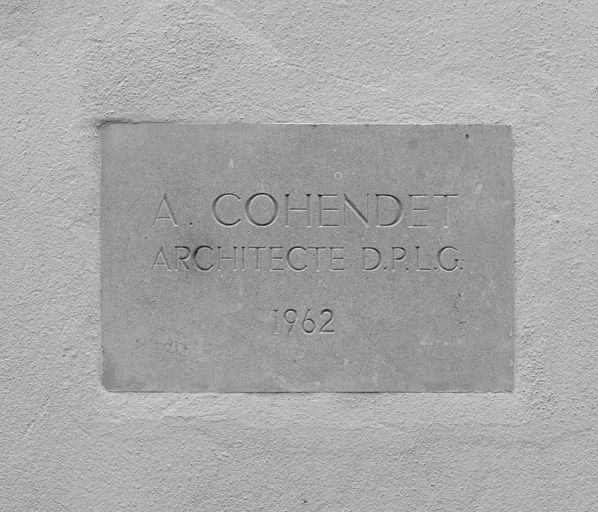 A. COHENDET
ARCHITECTE D.P.L.G.
1962